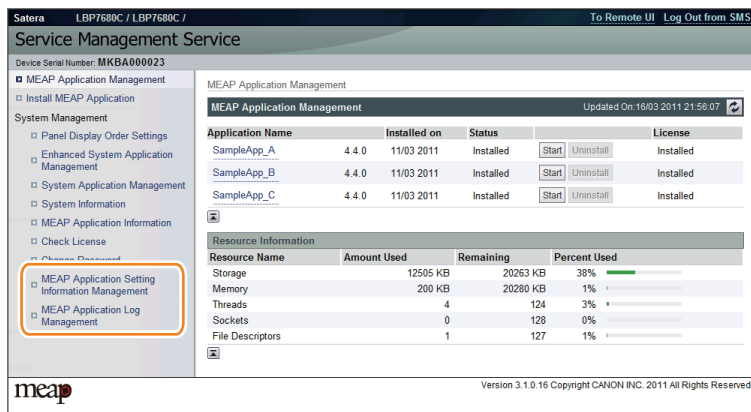 Satera LBP7680C / LBP7680C / To Remote UI Log Out from SMS
Service Management Service
Device Serial Number: MKBA000023
MEAP Application Management
Install MEAP Application
System Management
Panel Display Order Settings
Enhanced System Application
Management
System Application Management
System Information
MEAP Application Information
Check License
Change Password
MEAP Application Setting
Information Management
MEAP Application Log
Management
MEAP Application Management
MEAP Application Management Updated On:16/03 2011 21:56:07
Application Name Installed on Status License
SampleApp_A 4.4.0 11/03 2011 Installed Start Uninstall Installed
SampleApp_B 4.4.0 11/03 2011 Installed Start Uninstall Installed
SampleApp_C 4.4.0 11/03 2011 Installed Start Uninstall Installed
Resource Information
Resource Name Amount Used Remaining Percent Used
Storage 12505 KB 20263 KB 38%
Memory 200 KB 20280 KB 1%
Threads 4 124 3%
Sockets 0 128 0%
File Descriptors 1 127 1%
meap
Version 3.1.0.16 Copyright CANON INC. 2011 All Rights Reserved